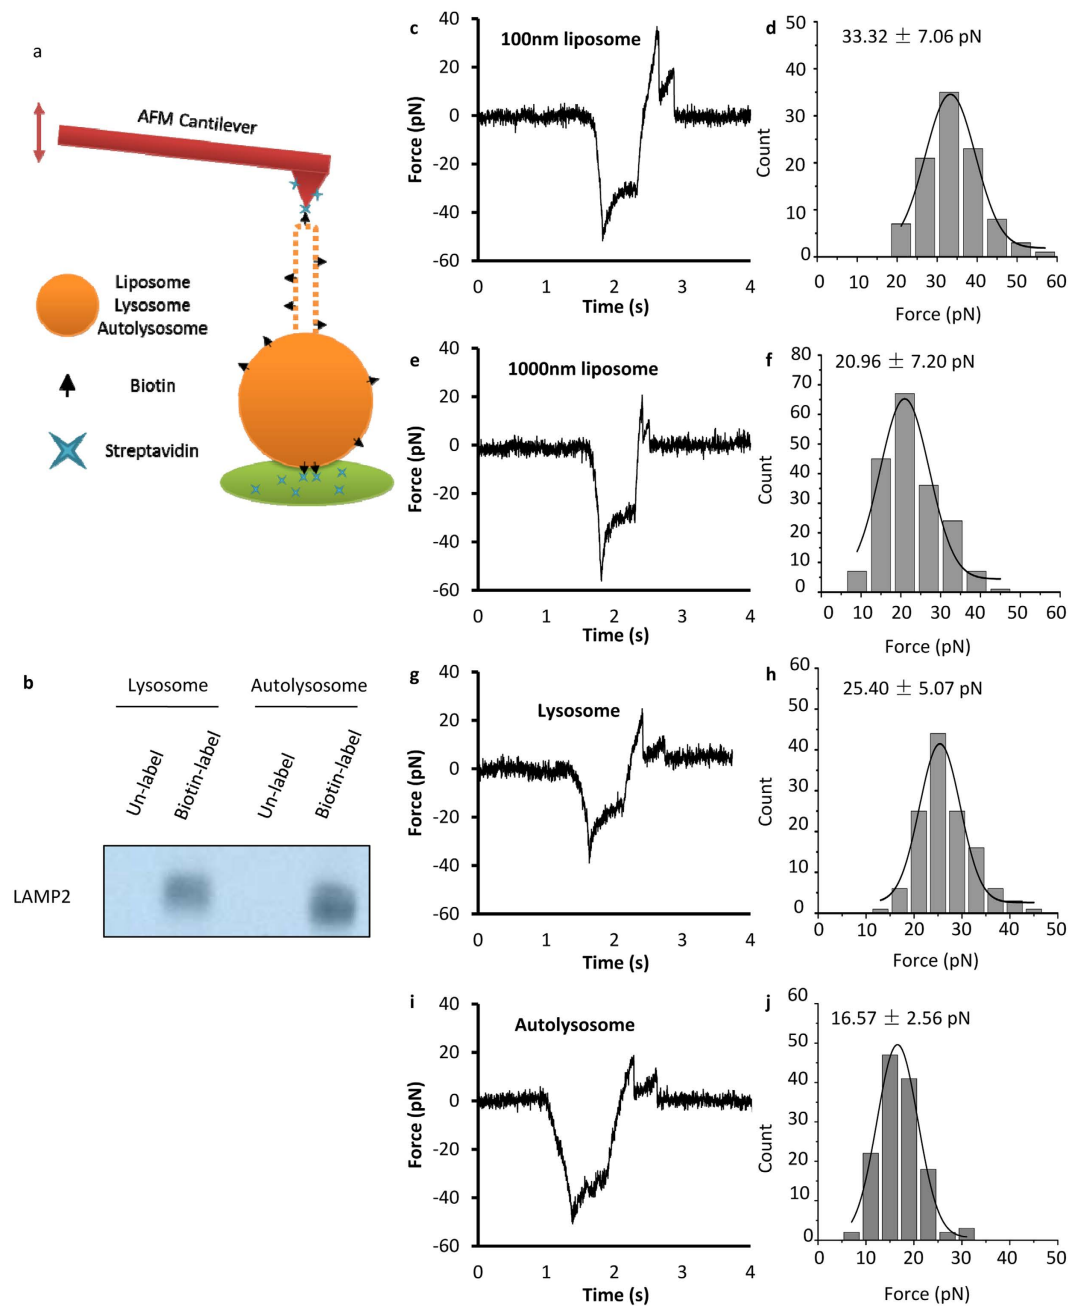 a
AFM Cantilever
Liposome
Lysosome
Autolysosome
Biotin
Streptavidin
b
Lysosome
Autolysosome
Un-label
Biotin-label
Un-label
Biotin-label
LAMP2
c
100nm liposome
Force (pN)
40
20
0
-20
-40
-60
0 1 2 3 4
Time (s)
d
33.32 ± 7.06 pN
Count
50
40
30
20
10
0
0 10 20 30 40 50 60
Force (pN)
e
1000nm liposome
Force (pN)
40
20
0
-20
-40
-60
0 1 2 3 4
Time (s)
f
20.96 ± 7.20 pN
Count
80
70
60
50
40
30
20
10
0
0 10 20 30 40 50 60
Force (pN)
g
Lysosome
Force (pN)
40
20
0
-20
-40
-60
0 1 2 3 4
Time (s)
h
25.40 ± 5.07 pN
Count
60
50
40
30
20
10
0
0 10 20 30 40 50
Force (pN)
i
Autolysosome
Force (pN)
40
20
0
-20
-40
-60
0 1 2 3 4
Time (s)
j
16.57 ± 2.56 pN
Count
60
50
40
30
20
10
0
0 10 20 30 40 50
Force (pN)